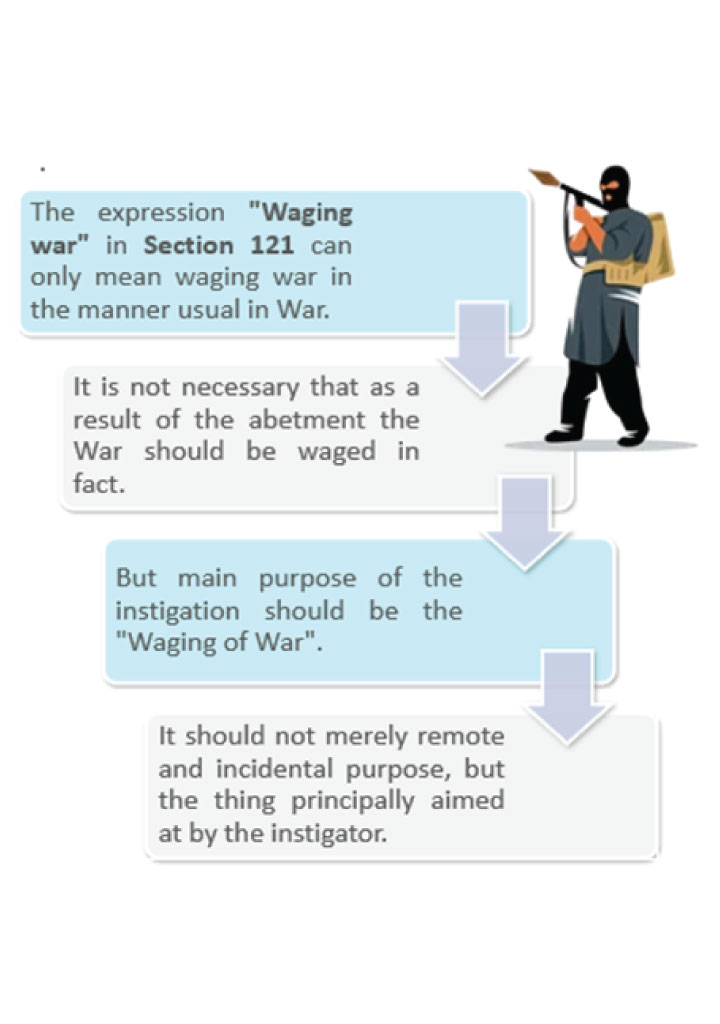 The expression "Waging
war" in Section 121 can
only mean waging war in
the manner usual in War.
It is not necessary that as a
result of the abetment the
War should be waged in
fact.
But main purpose of the
instigation should be the
"Waging of War".
It should not merely remote
and incidental purpose, but
the thing principally aimed
at by the instigator.